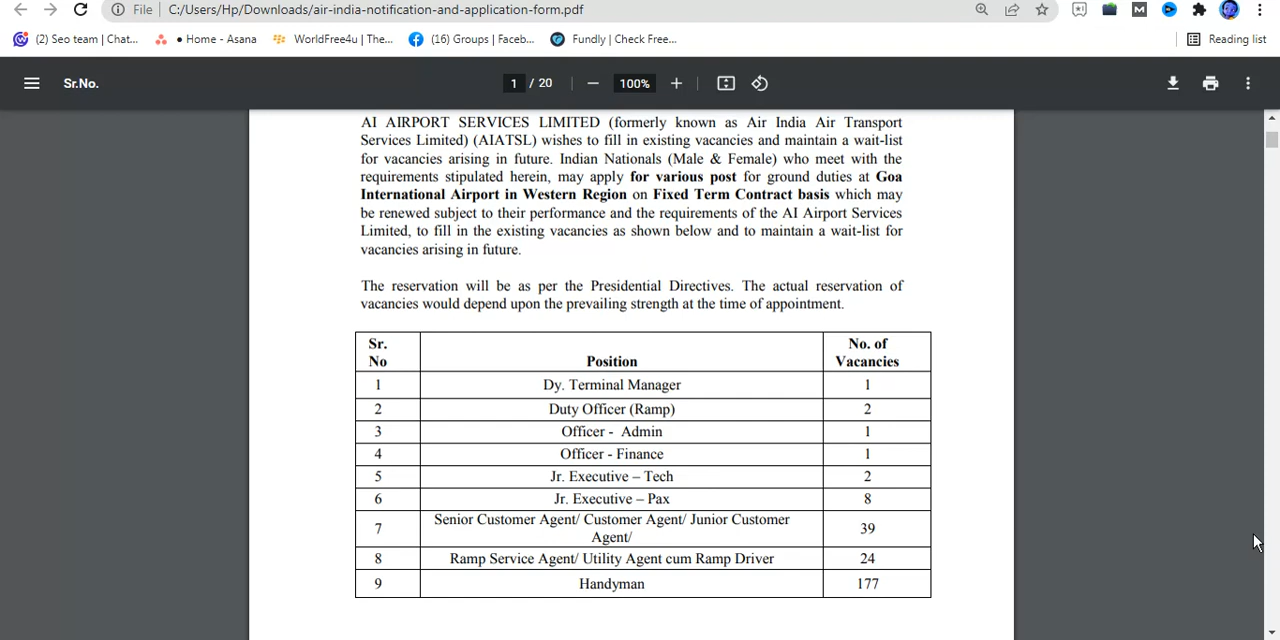 File C:/Users/Hp/Downloads/air-india-notification-and-application-form.pdf
(2) Seo team | Chat... • Home - Asana WorldFree4u | The... (16) Groups | Faceb... Fundly | Check Free... Reading list
Sr.No. 1 / 20 100%
AI AIRPORT SERVICES LIMITED (formerly known as Air India Air Transport
Services Limited) (AIATSL) wishes to fill in existing vacancies and maintain a wait-list
for vacancies arising in future. Indian Nationals (Male & Female) who meet with the
requirements stipulated herein, may apply for various post for ground duties at Goa
International Airport in Western Region on Fixed Term Contract basis which may
be renewed subject to their performance and the requirements of the AI Airport Services
Limited, to fill in the existing vacancies as shown below and to maintain a wait-list for
vacancies arising in future.
The reservation will be as per the Presidential Directives. The actual reservation of
vacancies would depend upon the prevailing strength at the time of appointment.
Sr. No Position No. of Vacancies
1 Dy. Terminal Manager 1
2 Duty Officer (Ramp) 2
3 Officer - Admin 1
4 Officer - Finance 1
5 Jr. Executive – Tech 2
6 Jr. Executive – Pax 8
7 Senior Customer Agent/ Customer Agent/ Junior Customer Agent/ 39
8 Ramp Service Agent/ Utility Agent cum Ramp Driver 24
9 Handyman 177